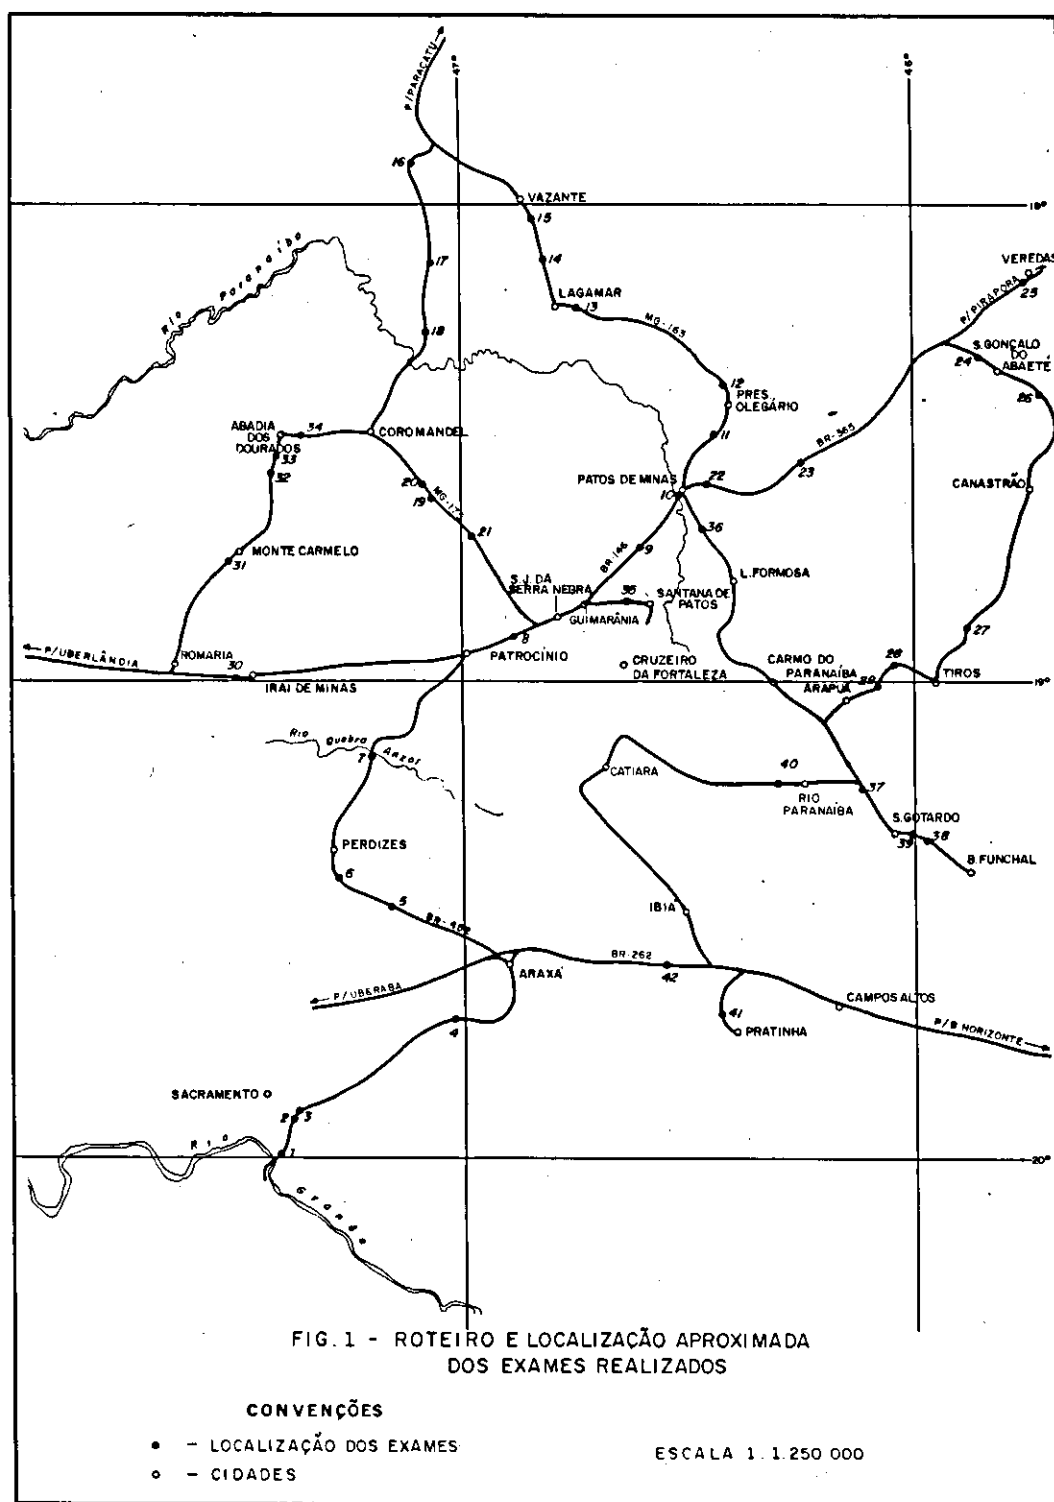 P/PARACATU
47°
46°
16
VAZANTE
15
18°
Rio Paranaíba
17
14
VEREDAS
P/PIRAPORA
25
LAGAMAR
13
MG-163
18
S.GONÇALO
DO
ABAETÉ
24
12
PRES.
OLEGÁRIO
26
ABADIA
DOS
DOURADOS
34
COROMANDEL
11
BR-365
33
32
20
19
MG-17
PATOS DE MINAS
22
23
10
CANASTRÃO
21
36
MONTE CARMELO
31
BR-146
9
S.J. DA
SERRA NEGRA
35
SANTANA DE
PATOS
L.FORMOSA
GUIMARÂNIA
27
8
P/UBERLÂNDIA
ROMARIA
30
IRAÍ DE MINAS
PATROCÍNIO
CRUZEIRO
DA FORTALEZA
CARMO DO
PARANAÍBA
ARAPUÁ
28
29
TIROS
19°
Rio Quebra Anzol
7
CATIARA
40
RIO
PARANAÍBA
37
S.GOTARDO
39
38
B.FUNCHAL
PERDIZES
6
5
BR-452
IBIÁ
BR-262
ARAXÁ
42
P/UBERABA
CAMPOS ALTOS
4
41
PRATINHA
P/B HORIZONTE
SACRAMENTO
2
3
Rio
1
20°
Grande
FIG. 1 - ROTEIRO E LOCALIZAÇÃO APROXIMADA
DOS EXAMES REALIZADOS
CONVENÇÕES
● - LOCALIZAÇÃO DOS EXAMES
○ - CIDADES
ESCALA 1.1.250 000